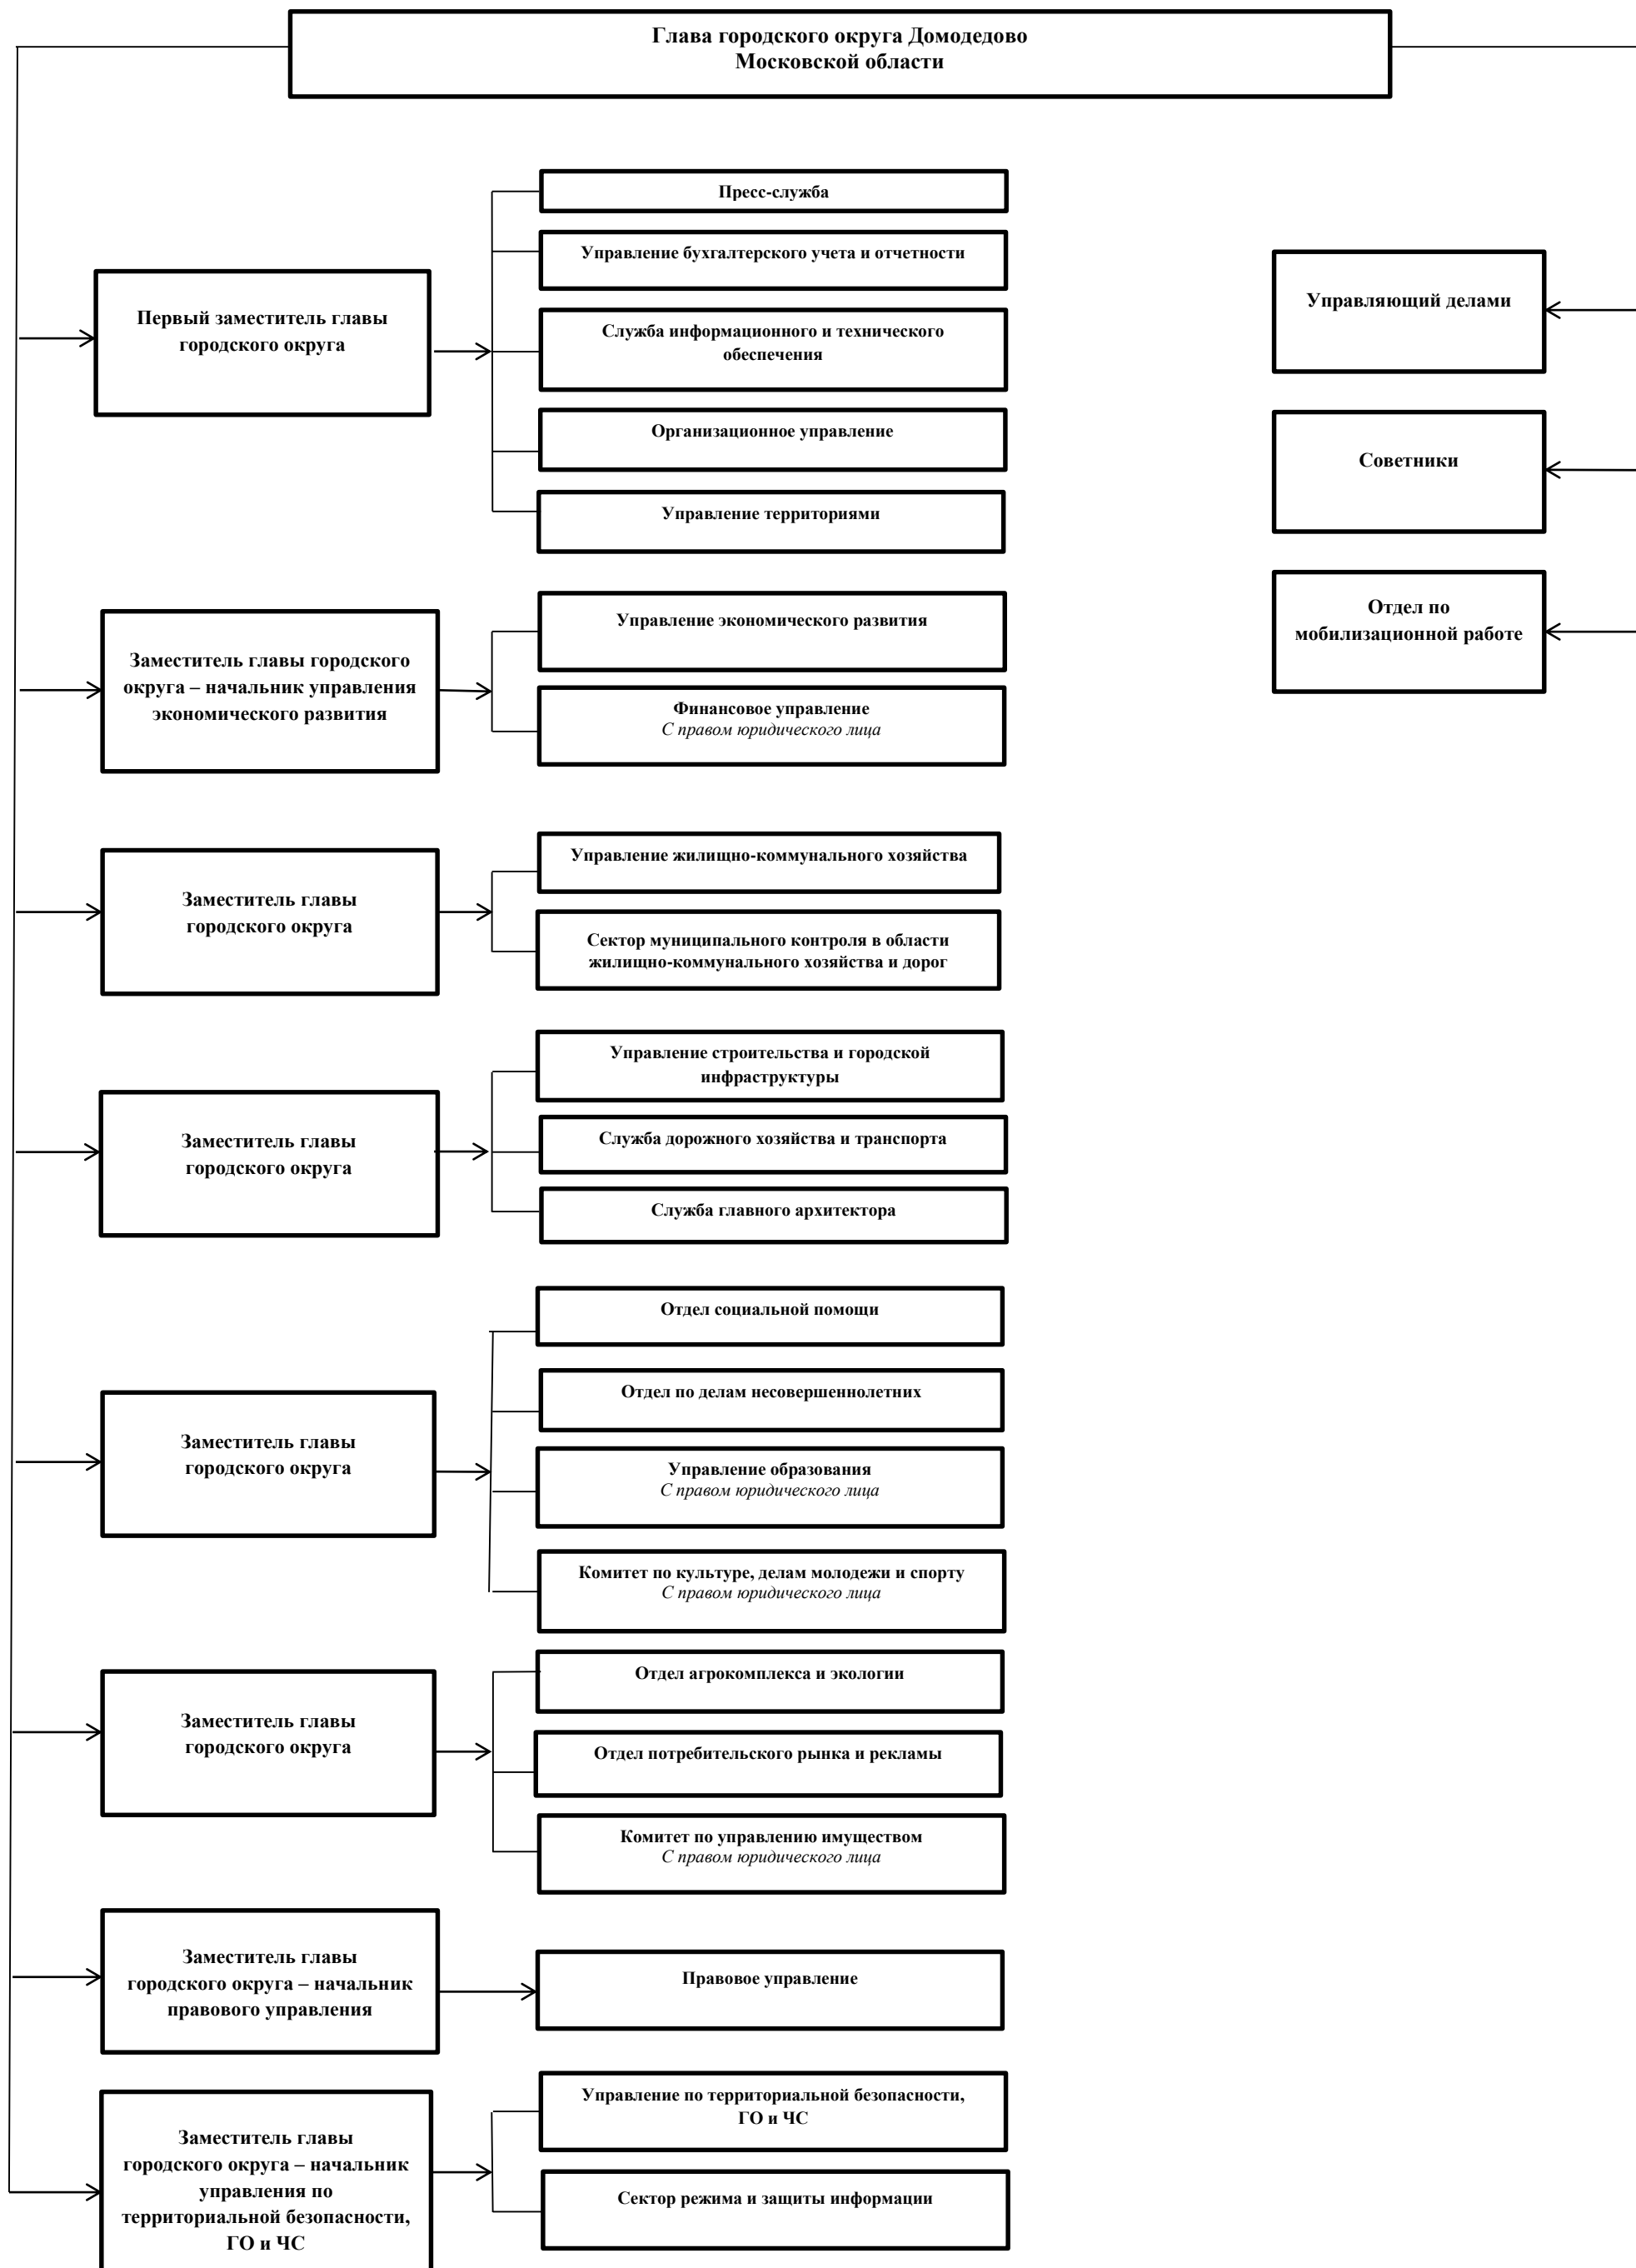 Глава городского округа Домодедово
Московской области
Пресс-служба
Управление бухгалтерского учета и отчетности
Первый заместитель главы
городского округа
Служба информационного и технического
обеспечения
Организационное управление
Управление территориями
Управляющий делами
Советники
Отдел по
мобилизационной работе
Заместитель главы городского
округа – начальник управления
экономического развития
Управление экономического развития
Финансовое управление
С правом юридического лица
Заместитель главы
городского округа
Управление жилищно-коммунального хозяйства
Сектор муниципального контроля в области
жилищно-коммунального хозяйства и дорог
Заместитель главы
городского округа
Управление строительства и городской
инфраструктуры
Служба дорожного хозяйства и транспорта
Служба главного архитектора
Заместитель главы
городского округа
Отдел социальной помощи
Отдел по делам несовершеннолетних
Управление образования
С правом юридического лица
Комитет по культуре, делам молодежи и спорту
С правом юридического лица
Заместитель главы
городского округа
Отдел агрокомплекса и экологии
Отдел потребительского рынка и рекламы
Комитет по управлению имуществом
С правом юридического лица
Заместитель главы
городского округа – начальник
правового управления
Правовое управление
Заместитель главы
городского округа – начальник
управления по
территориальной безопасности,
ГО и ЧС
Управление по территориальной безопасности,
ГО и ЧС
Сектор режима и защиты информации